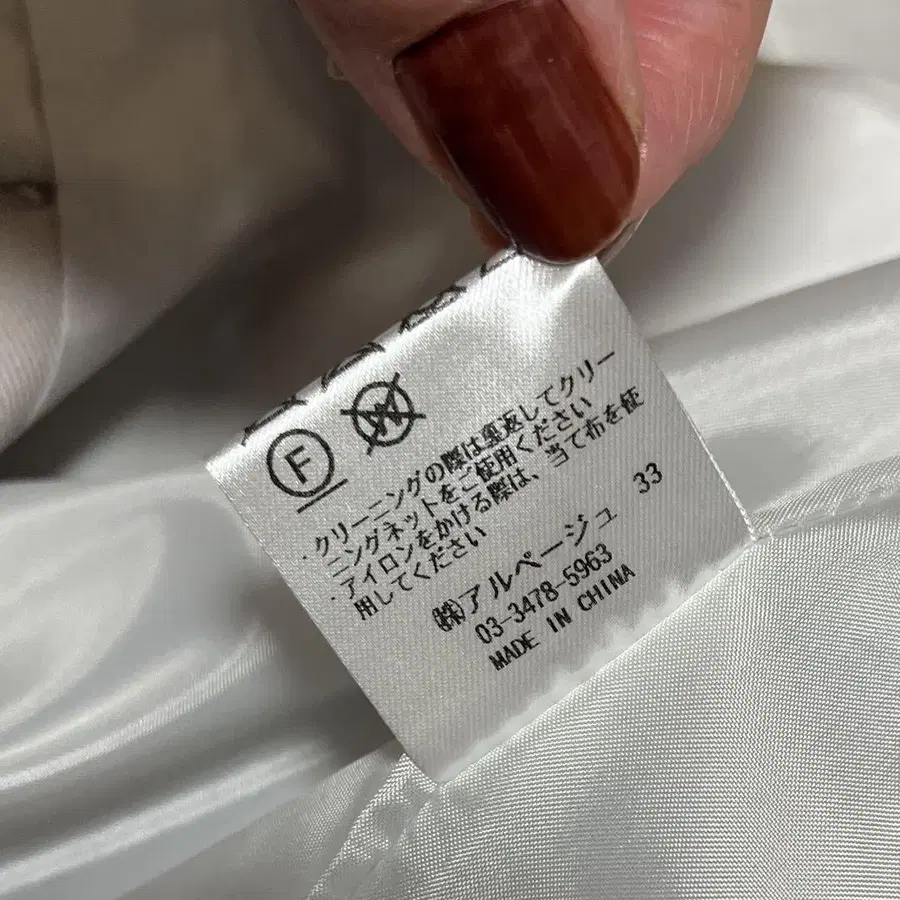 F W
・クリーニングの際は裏返してクリー
ニングネットをご使用ください
・アイロンをかける際は、当て布を使
用してください
33
㈱アルページュ
03-3478-5963
MADE IN CHINA